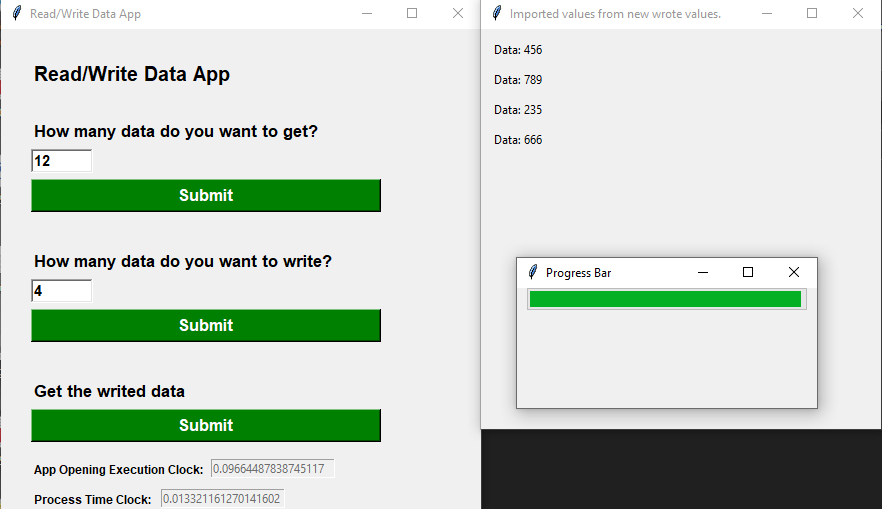 Read/Write Data App
Read/Write Data App
How many data do you want to get?
12
Submit
How many data do you want to write?
4
Submit
Get the writed data
Submit
App Opening Execution Clock: 0.09664487838745117
Process Time Clock: 0.013321161270141602
Imported values from new wrote values.
Data: 456
Data: 789
Data: 235
Data: 666
Progress Bar